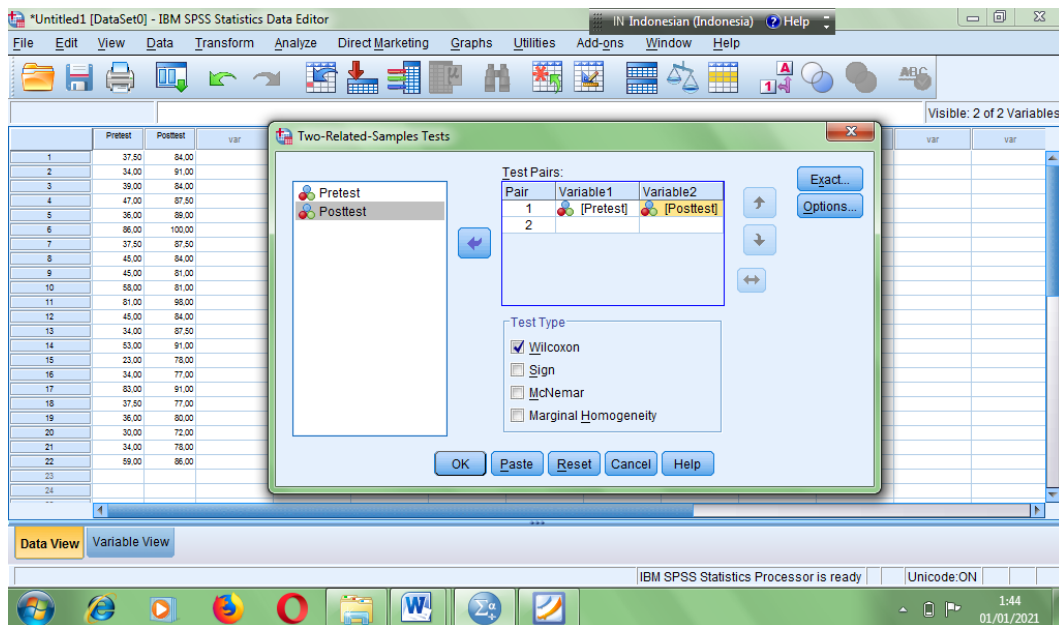 *Untitled1 [DataSet0] - IBM SPSS Statistics Data Editor
IN Indonesian (Indonesia) ? Help
File Edit View Data Transform Analyze Direct Marketing Graphs Utilities Add-ons Window Help
Visible: 2 of 2 Variables
Pretest Posttest var var var
1 37,50 84,00
2 34,00 91,00
3 39,00 84,00
4 47,00 87,50
5 36,00 89,00
6 86,00 100,00
7 37,50 87,50
8 45,00 84,00
9 45,00 81,00
10 58,00 81,00
11 81,00 98,00
12 45,00 84,00
13 34,00 87,50
14 53,00 91,00
15 23,00 78,00
16 34,00 77,00
17 83,00 91,00
18 37,50 77,00
19 36,00 80,00
20 30,00 72,00
21 34,00 78,00
22 59,00 86,00
23
24
Two-Related-Samples Tests
Pretest
Posttest
Test Pairs:
Pair Variable1 Variable2
1 [Pretest] [Posttest]
2
Exact...
Options...
Test Type
Wilcoxon
Sign
McNemar
Marginal Homogeneity
OK Paste Reset Cancel Help
Data View Variable View
IBM SPSS Statistics Processor is ready Unicode:ON
1:44
01/01/2021